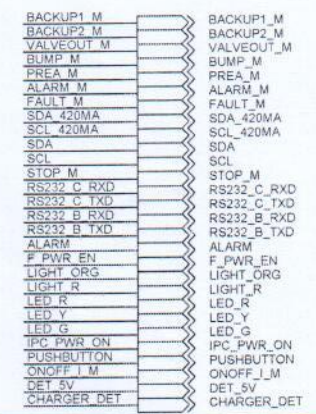 BACKUP1_M BACKUP1_M
BACKUP2_M BACKUP2_M
VALVEOUT_M VALVEOUT_M
BUMP_M BUMP_M
PREA_M PREA_M
ALARM_M ALARM_M
FAULT_M FAULT_M
SDA_420MA SDA_420MA
SCL_420MA SCL_420MA
SDA SDA
SCL SCL
STOP_M STOP_M
RS232_C_RXD RS232_C_RXD
RS232_C_TXD RS232_C_TXD
RS232_B_RXD RS232_B_RXD
RS232_B_TXD RS232_B_TXD
ALARM ALARM
F_PWR_EN F_PWR_EN
LIGHT_ORG LIGHT_ORG
LIGHT_R LIGHT_R
LED_R LED_R
LED_Y LED_Y
LED_G LED_G
IPC_PWR_ON IPC_PWR_ON
PUSHBUTTON PUSHBUTTON
ONOFF_I_M ONOFF_I_M
DET_5V DET_5V
CHARGER_DET CHARGER_DET